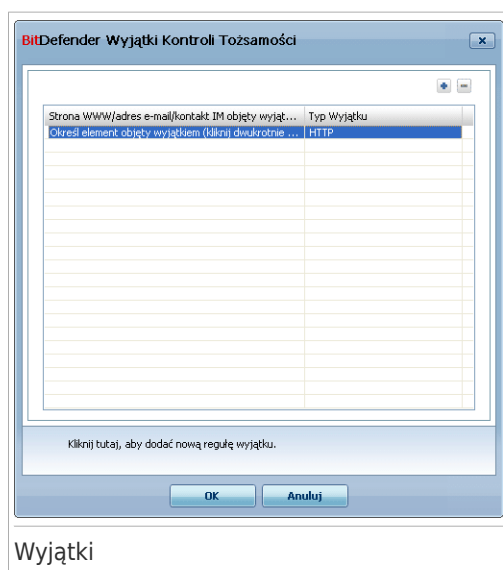 BitDefender Wyjątki Kontroli Tożsamości
Strona WWW/adres e-mail/kontakt IM objęty wyjąt... Typ Wyjątku
Określ element objęty wyjątkiem (kliknij dwukrotnie ... HTTP
Kliknij tutaj, aby dodać nową regułę wyjątku.
OK Anuluj
Wyjątki